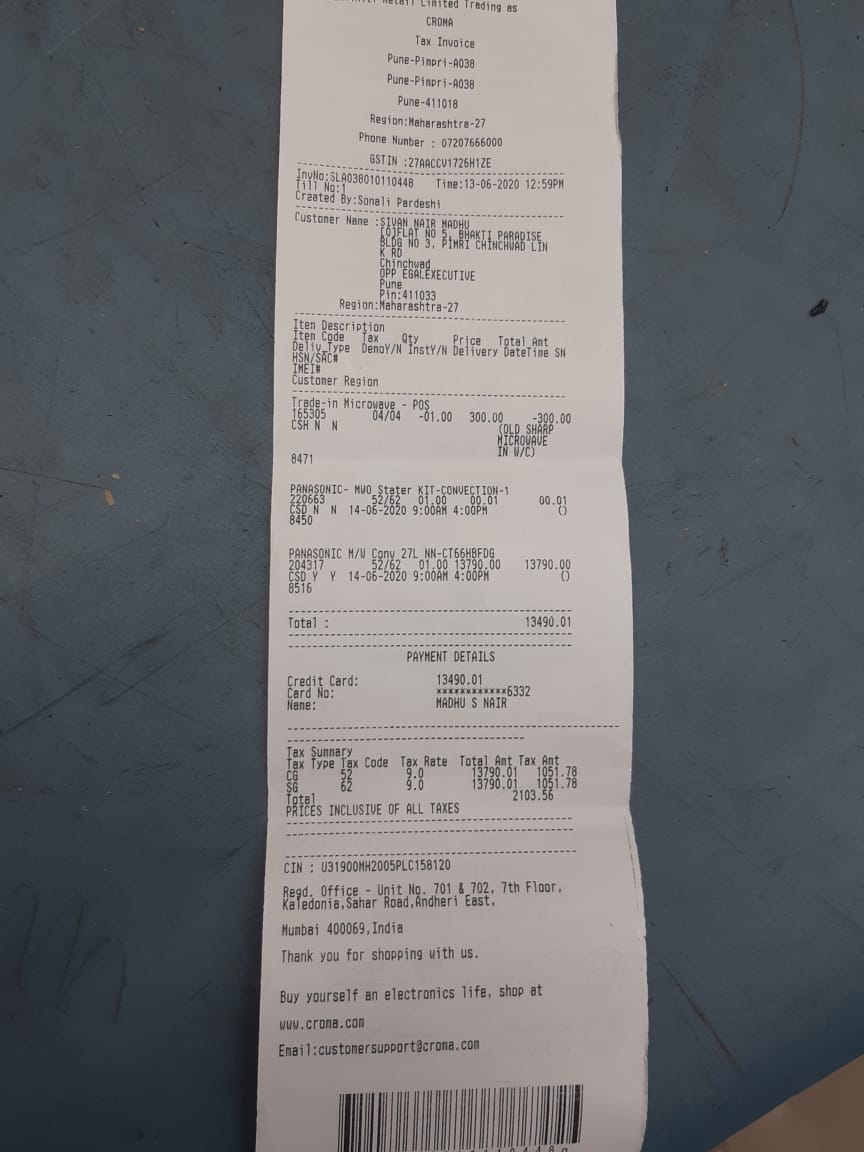 Retail Limited Trading as
CROMA
Tax Invoice
Pune-Pimpri-A038
Pune-Pimpri-A038
Pune-411018
Region:Maharashtra-27
Phone Number : 07207666000
GSTIN :27AACCV1726H1ZE
InvNo:SLA038010110448 Time:13-06-2020 12:59PM
Till No:1
Craated By:Sonali Pardeshi
Customer Name :SIVAN NAIR MADHU
[O]FLAT NO 5, BHAKTI PARADISE
BLDG NO 3, PIMRI CHINCHWAD LIN
K RD
Chinchwad
OPP EGALEXECUTIVE
Pune
Pin:411033
Region:Maharashtra-27
Item Description
Item Code Tax Qty Price Total Amt
Deliv_Type DemoY/N InstY/N Delivery DateTime SN
HSN/SAC#
IMEI#
Customer Region
Trade-in Microwave - POS
165305 04/04 -01.00 300.00 -300.00
CSH N N (OLD SHARP
MICROWAVE
IN W/C)
8471
PANASONIC- MWO Stater KIT-CONVECTION-1
220663 52/62 01.00 00.01 00.01
CSD N N 14-06-2020 9:00AM 4:00PM ()
8450
PANASONIC M/W Conv 27L NN-CT66HBFDG
204317 52/62 01.00 13790.00 13790.00
CSD Y Y 14-06-2020 9:00AM 4:00PM ()
8516
Total : 13490.01
PAYMENT DETAILS
Credit Card: 13490.01
Card No: ************6332
Name: MADHU S NAIR
Tax Summary
Tax Type Tax Code Tax Rate Total Amt Tax Amt
CG 52 9.0 13790.01 1051.78
SG 62 9.0 13790.01 1051.78
Total 2103.56
PRICES INCLUSIVE OF ALL TAXES
CIN : U31900MH2005PLC158120
Regd. Office - Unit No. 701 & 702, 7th Floor,
Kaledonia,Sahar Road,Andheri East,
Mumbai 400069,India
Thank you for shopping with us.
Buy yourself an electronics life, shop at
www.croma.com
Email:customersupport@croma.com